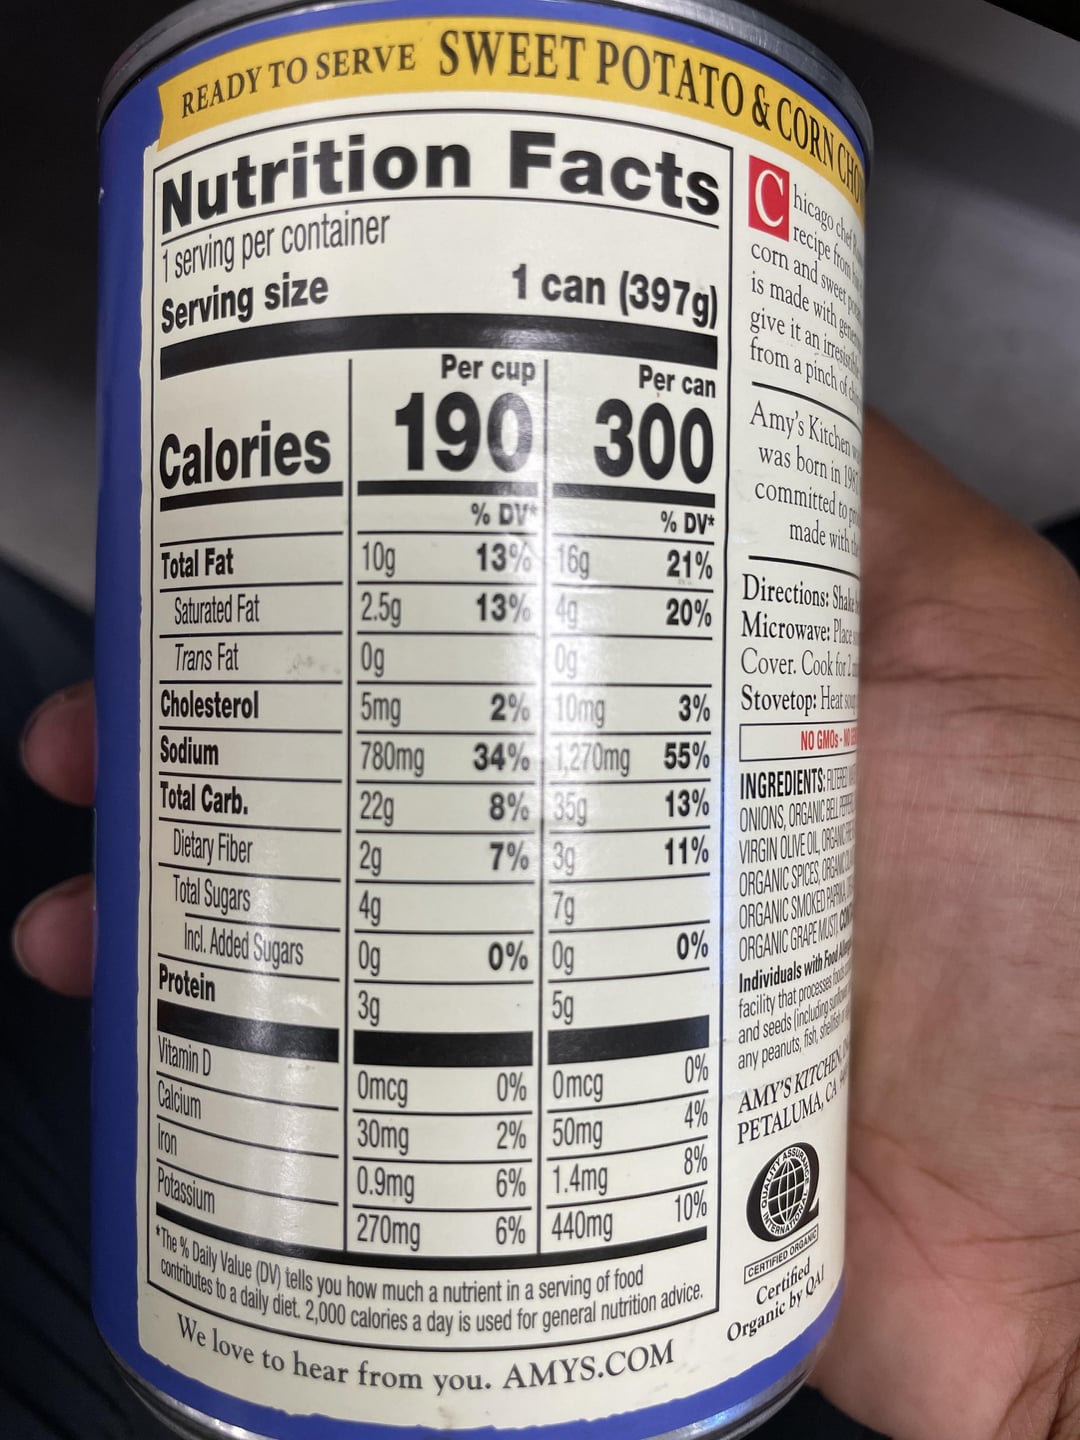 READY TO SERVE SWEET POTATO & CORN
Nutrition Facts
1 serving per container
Serving size 1 can (397g)
Per cup Per can
Calories 190 300
% DV* % DV*
Total Fat 10g 13% 16g 21%
Saturated Fat 2.5g 13% 4g 20%
Trans Fat 0g 0g
Cholesterol 5mg 2% 10mg 3%
Sodium 780mg 34% 1,270mg 55%
Total Carb. 22g 8% 35g 13%
Dietary Fiber 2g 7% 3g 11%
Total Sugars 4g 7g
Incl. Added Sugars 0g 0% 0g 0%
Protein 3g 5g
Vitamin D 0mcg 0% 0mcg 0%
Calcium 30mg 2% 50mg 4%
Iron 0.9mg 6% 1.4mg 8%
Potassium 270mg 6% 440mg 10%
*The % Daily Value (DV) tells you how much a nutrient in a serving of food
contributes to a daily diet. 2,000 calories a day is used for general nutrition advice.
We love to hear from you. AMYS.COM
Chicago chef
recipe from
corn and sweet
is made with
give it an
from a pinch of
Amy's Kitchen
was born in
committed to
made with
Directions: Shake
Microwave: Place
Cover. Cook for 2
Stovetop: Heat
NO GMOs - NO
INGREDIENTS: FILTERED
ONIONS, ORGANIC BELL
VIRGIN OLIVE OIL, ORGANIC
ORGANIC SPICES, ORGANIC
ORGANIC SMOKED PAPRIKA,
ORGANIC GRAPE MUST).
Individuals with Food
facility that processes foods
and seeds (including
any peanuts, fish, shellfish
AMY'S KITCHEN,
PETALUMA, CA
QUALITY ASSURANCE
INTERNATIONAL
CERTIFIED ORGANIC
Certified
Organic by QAI